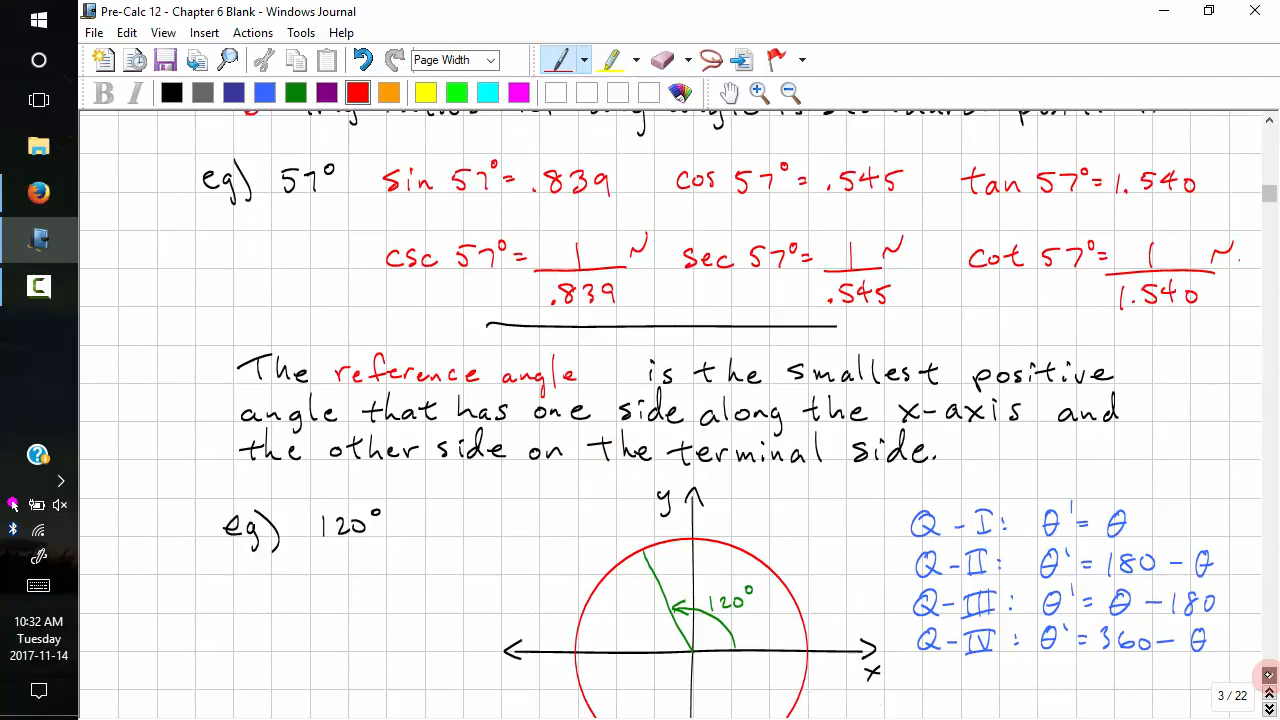 Pre-Calc 12 - Chapter 6 Blank - Windows Journal
File Edit View Insert Actions Tools Help
Page Width
B I
eg) 57° sin 57° = .839 cos 57° = .545 tan 57° = 1.540
csc 57° = 1/.839 ~ sec 57° = 1/.545 ~ cot 57° = 1/1.540 ~
The reference angle is the smallest positive
angle that has one side along the x-axis and
the other side on the terminal side.
eg) 120°
y
120°
x
Q - I: θ' = θ
Q - II: θ' = 180 - θ
Q - III: θ' = θ - 180
Q - IV: θ' = 360 - θ
10:32 AM
Tuesday
2017-11-14
3 / 22